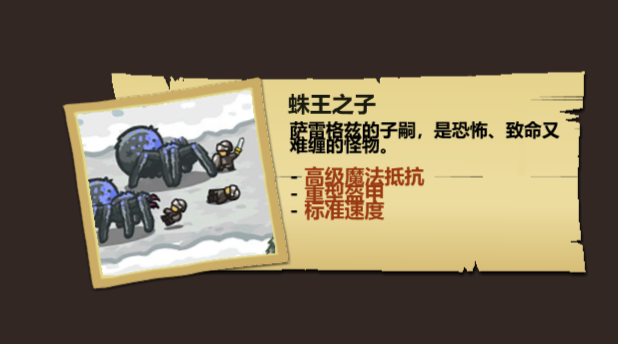 蛛王之子
萨雷格兹的子嗣，是恐怖、致命又
难缠的怪物。
- 高级魔法抵抗
- 重型盔甲
- 标准速度